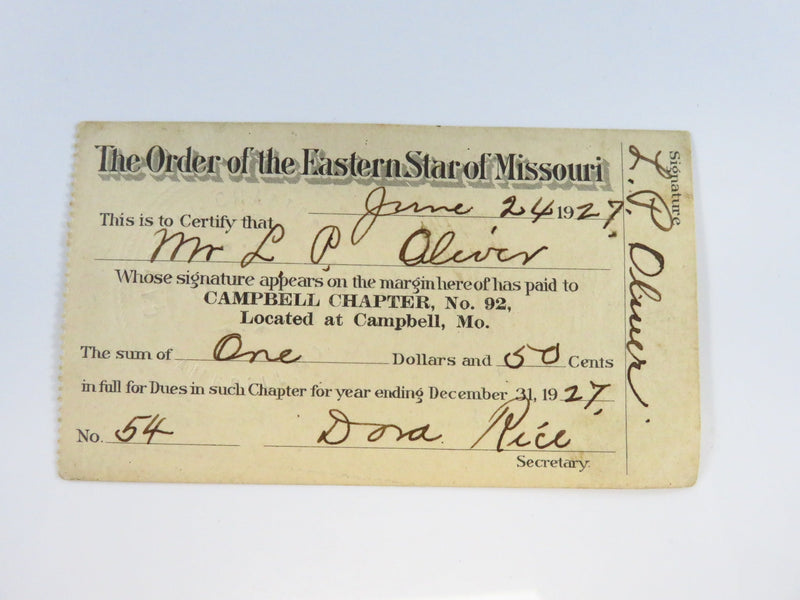 The Order of the Eastern Star of Missouri
June 24 1927.
This is to Certify that
Mr L. P. Oliver
Whose signature appears on the margin hereof has paid to
CAMPBELL CHAPTER, No. 92,
Located at Campbell, Mo.
The sum of One Dollars and 50 Cents
in full for Dues in such Chapter for year ending December 31, 1927.
No. 54 Dora Rice
Secretary.
Signature
L. P. Oliver.